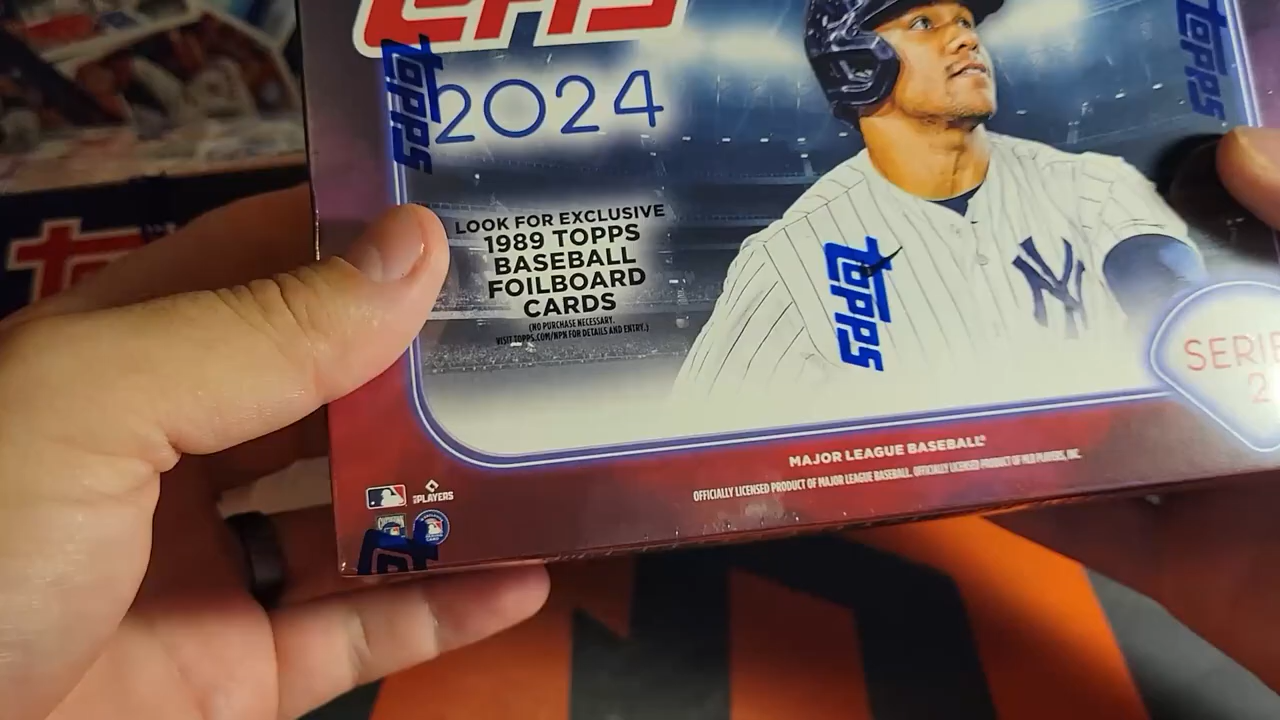 topps
2024
topps
LOOK FOR EXCLUSIVE
1989 TOPPS
BASEBALL
FOILBOARD
CARDS
(NO PURCHASE NECESSARY.
VISIT TOPPS.COM/NPN FOR DETAILS AND ENTRY.)
topps
NY
MAJOR LEAGUE BASEBALL®
OFFICIALLY LICENSED PRODUCT OF MAJOR LEAGUE BASEBALL. OFFICIALLY LICENSED PRODUCT OF MLB PLAYERS, INC.
PLAYERS